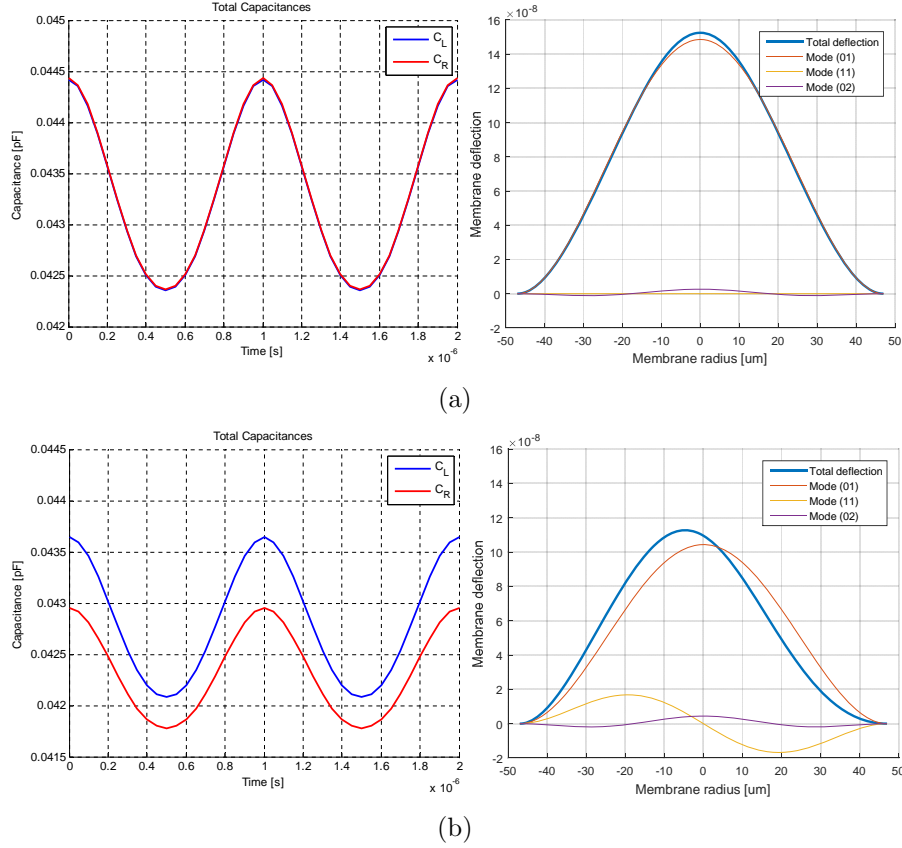 Total Capacitances
0.045
0.0445
0.044
0.0435
0.043
0.0425
0.042
Capacitance [pF]
C_L
C_R
0 0.2 0.4 0.6 0.8 1 1.2 1.4 1.6 1.8 2
Time [s]
x 10^-6
×10^-8
16
14
12
10
8
6
4
2
0
-2
Membrane deflection
Total deflection
Mode (01)
Mode (11)
Mode (02)
-50 -40 -30 -20 -10 0 10 20 30 40 50
Membrane radius [um]
(a)
Total Capacitances
0.0445
0.044
0.0435
0.043
0.0425
0.042
0.0415
Capacitance [pF]
C_L
C_R
0 0.2 0.4 0.6 0.8 1 1.2 1.4 1.6 1.8 2
Time [s]
x 10^-6
×10^-8
16
14
12
10
8
6
4
2
0
-2
Membrane deflection
Total deflection
Mode (01)
Mode (11)
Mode (02)
-50 -40 -30 -20 -10 0 10 20 30 40 50
Membrane radius [um]
(b)